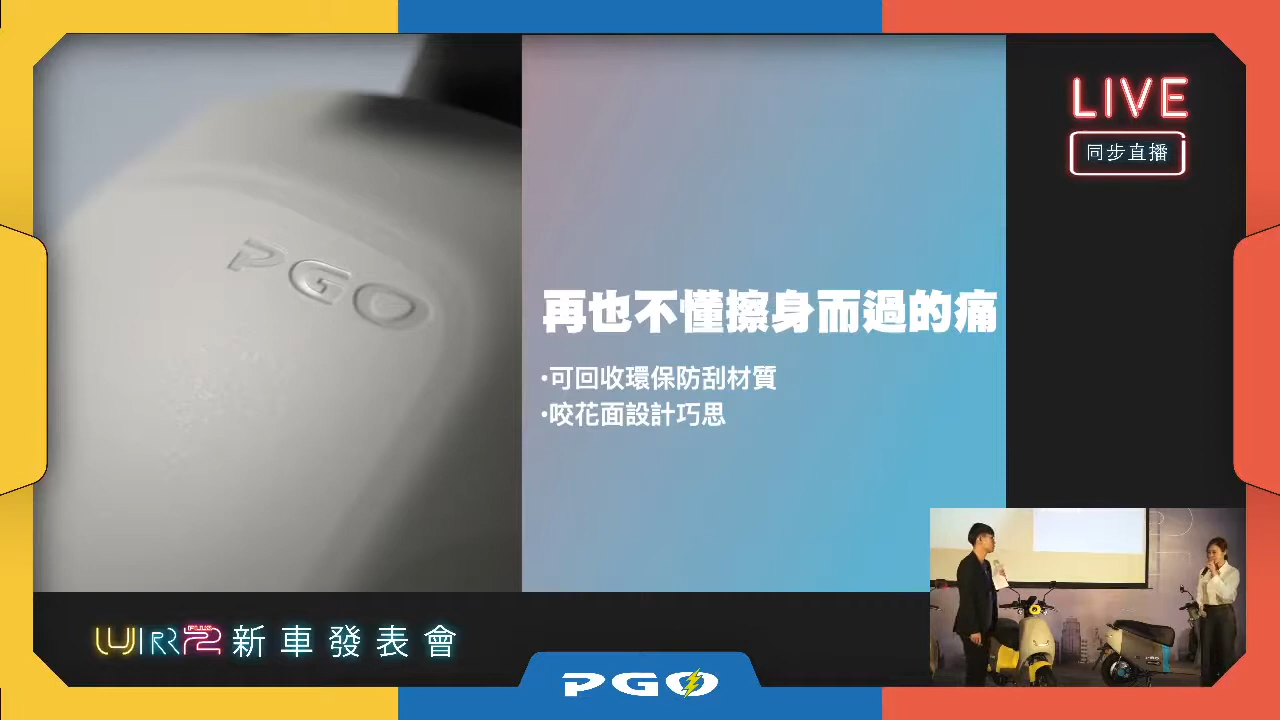 LIVE
同步直播
PGO
再也不懂擦身而過的痛
•可回收環保防刮材質
•咬花面設計巧思
UR2 PLUS 新車發表會
PGO